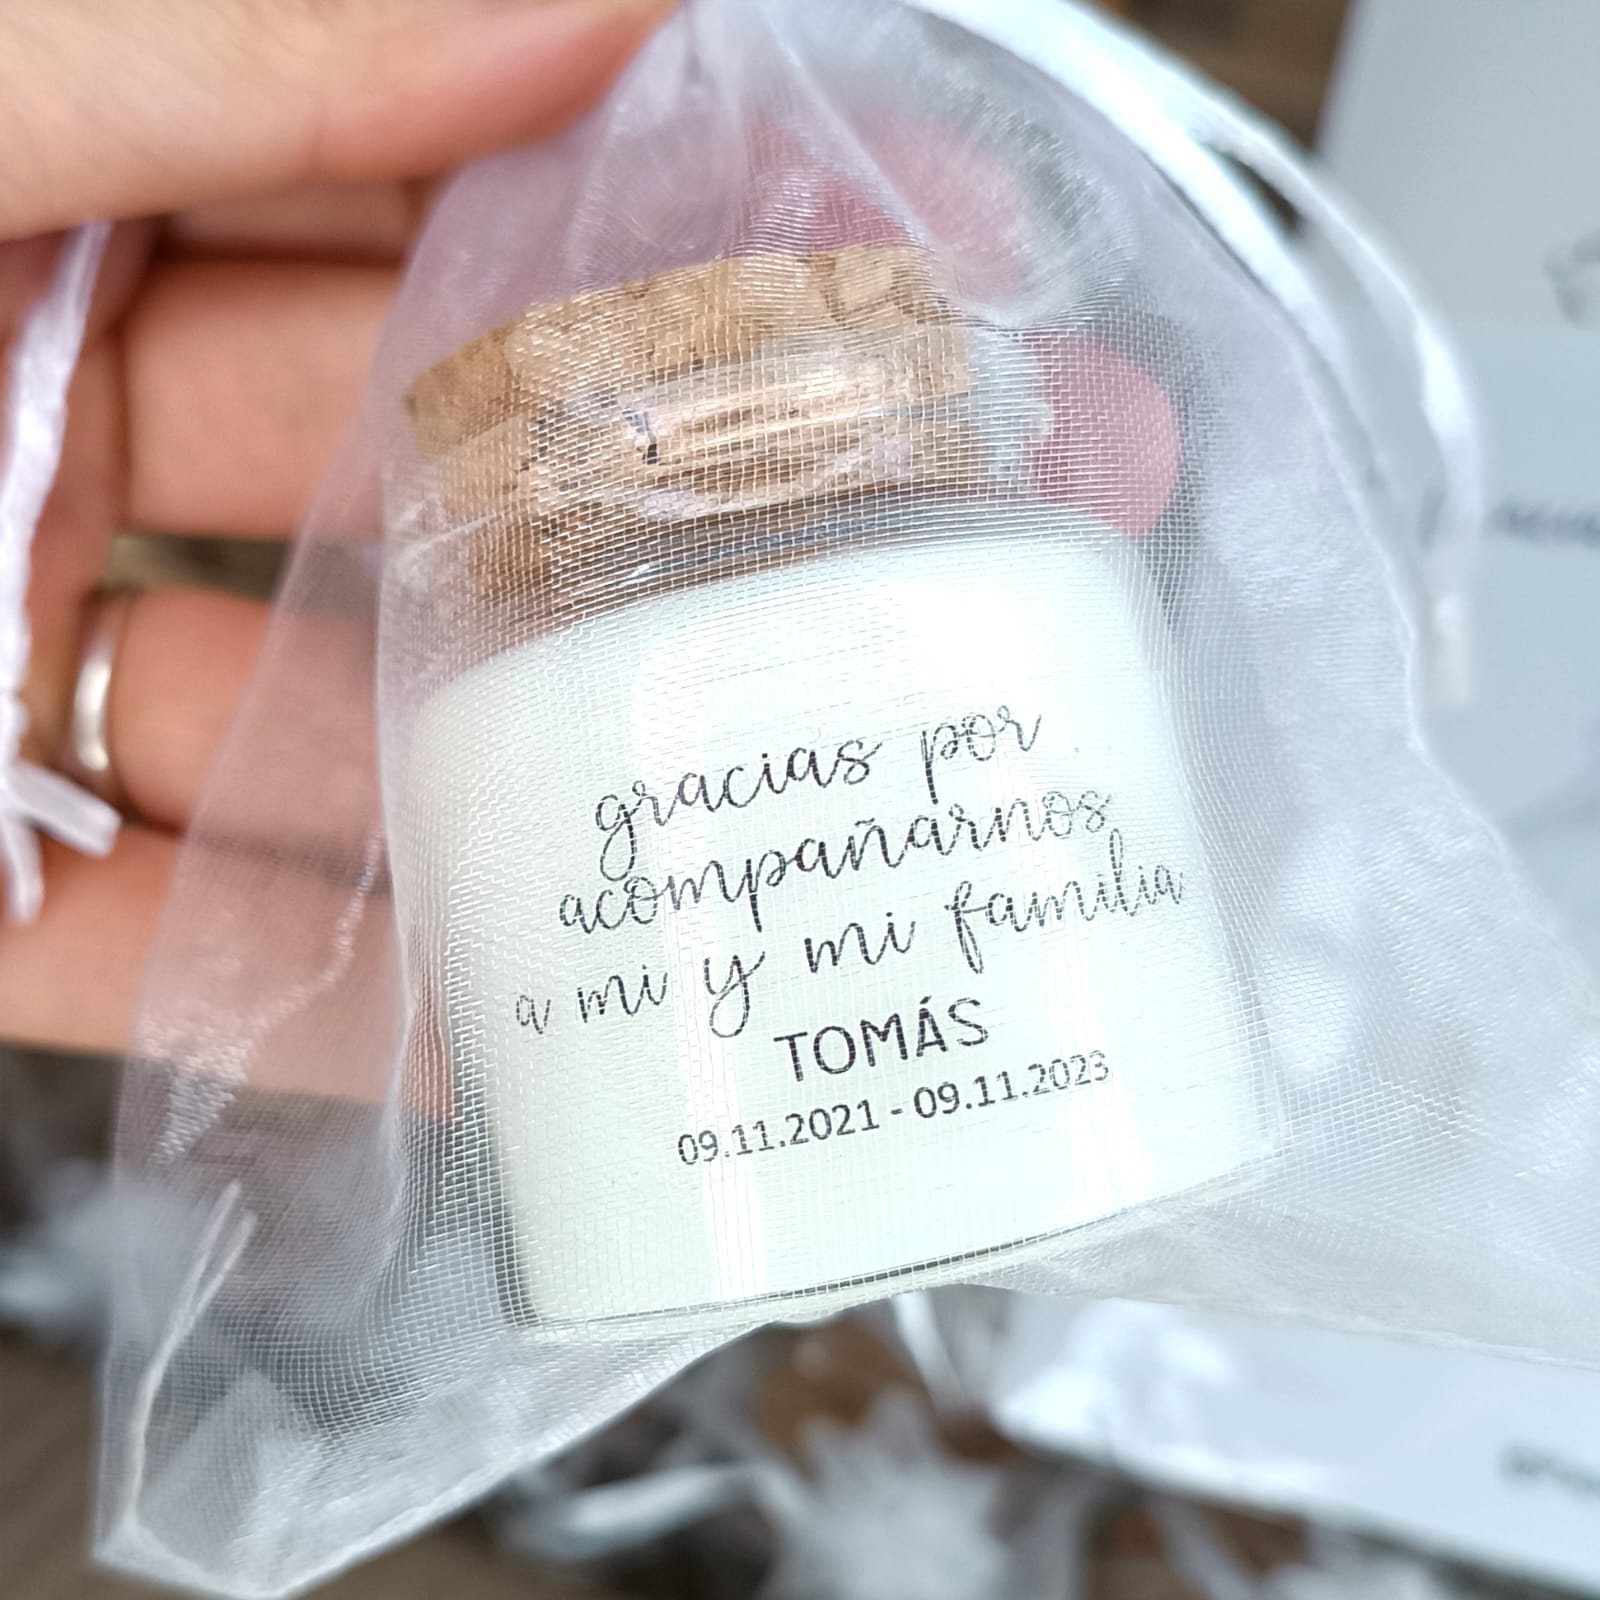 gracias por
acompañarnos
a mi y mi familia
TOMÁS
09.11.2021 - 09.11.2023